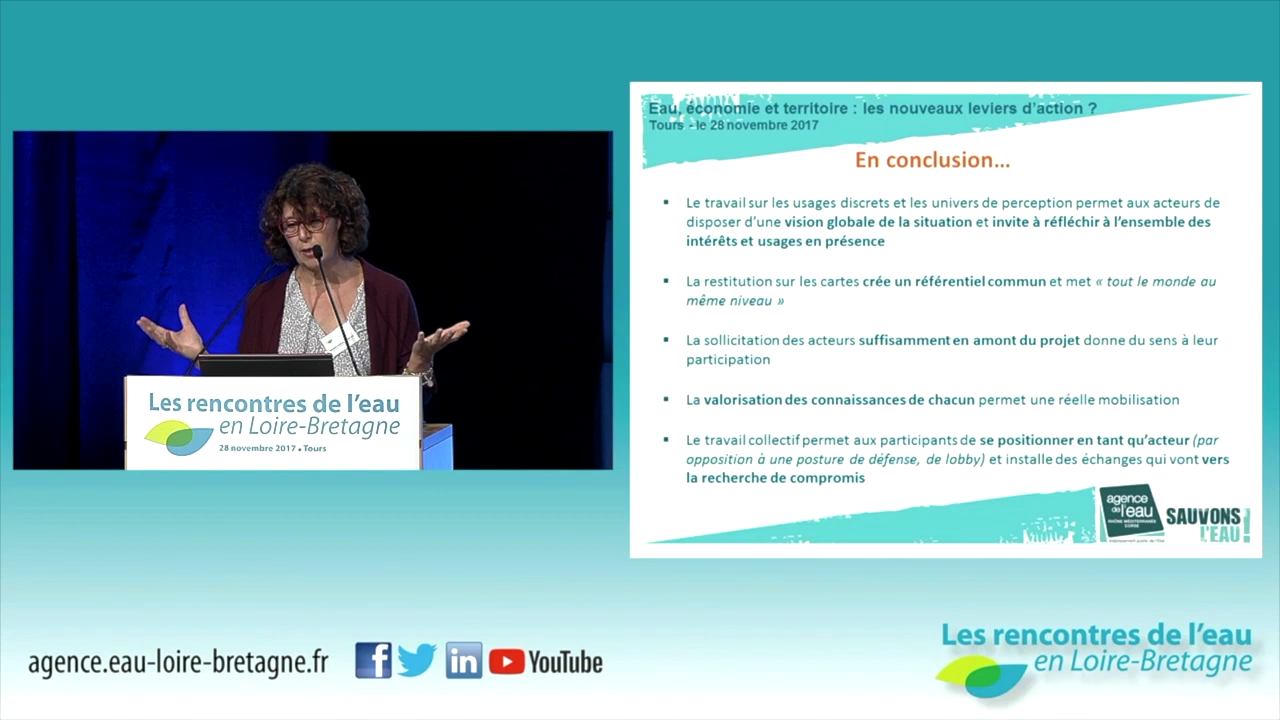 Eau, économie et territoire : les nouveaux leviers d'action ?
Tours - le 28 novembre 2017
En conclusion...
▪ Le travail sur les usages discrets et les univers de perception permet aux acteurs de
disposer d'une vision globale de la situation et invite à réfléchir à l'ensemble des
intérêts et usages en présence
▪ La restitution sur les cartes crée un référentiel commun et met « tout le monde au
même niveau »
▪ La sollicitation des acteurs suffisamment en amont du projet donne du sens à leur
participation
▪ La valorisation des connaissances de chacun permet une réelle mobilisation
▪ Le travail collectif permet aux participants de se positionner en tant qu'acteur (par
opposition à une posture de défense, de lobby) et installe des échanges qui vont vers
la recherche de compromis
agence
de l'eau
RHÔNE MÉDITERRANÉE
CORSE
SAUVONS
L'EAU!
Les rencontres de l'eau
en Loire-Bretagne
28 novembre 2017 • Tours
agence.eau-loire-bretagne.fr
f
in
YouTube
Les rencontres de l'eau
en Loire-Bretagne